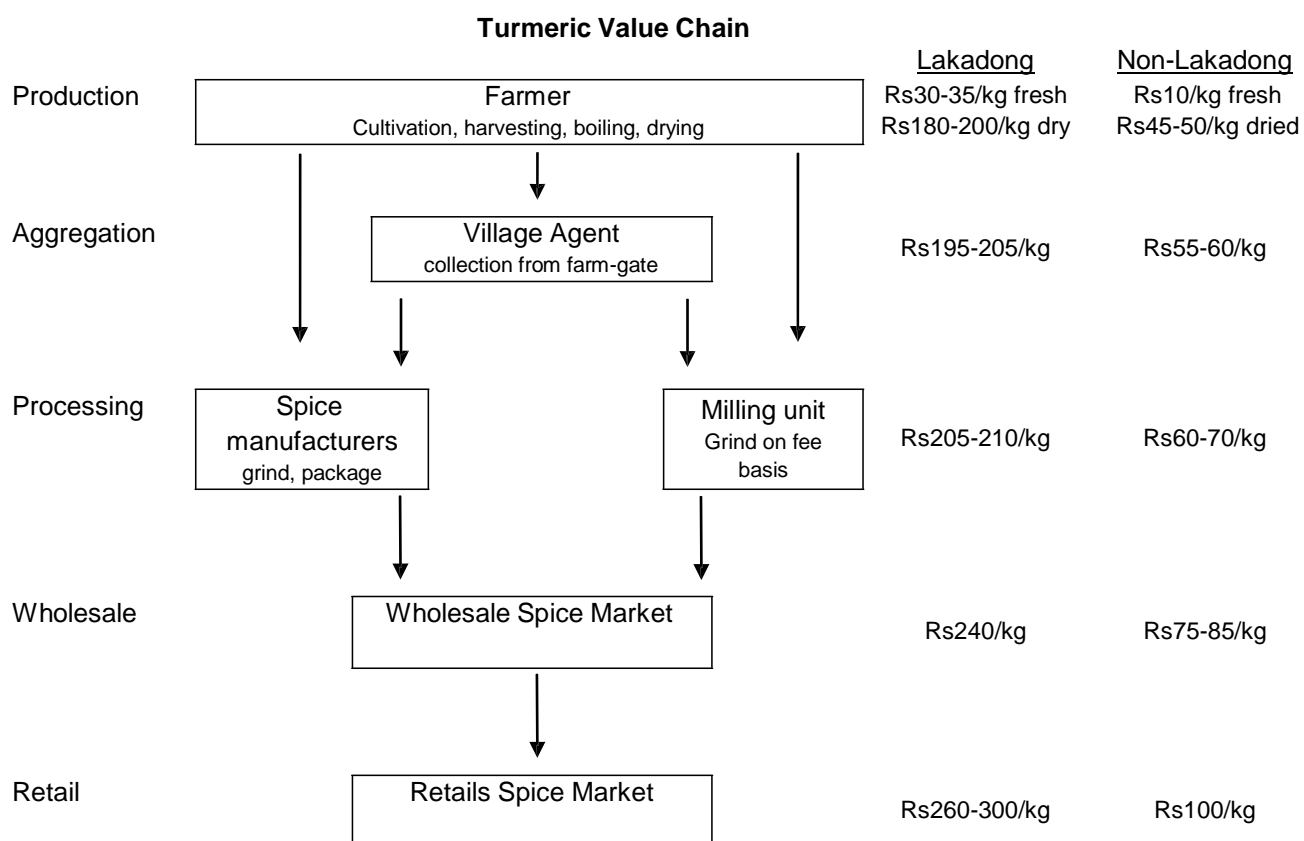 Turmeric Value Chain
Lakadong Non-Lakadong
Production Farmer Rs30-35/kg fresh Rs10/kg fresh
Cultivation, harvesting, boiling, drying Rs180-200/kg dry Rs45-50/kg dried
Aggregation Village Agent Rs195-205/kg Rs55-60/kg
collection from farm-gate
Processing Spice Milling unit
manufacturers Grind on fee Rs205-210/kg Rs60-70/kg
grind, package basis
Wholesale Wholesale Spice Market Rs240/kg Rs75-85/kg
Retail Retails Spice Market Rs260-300/kg Rs100/kg